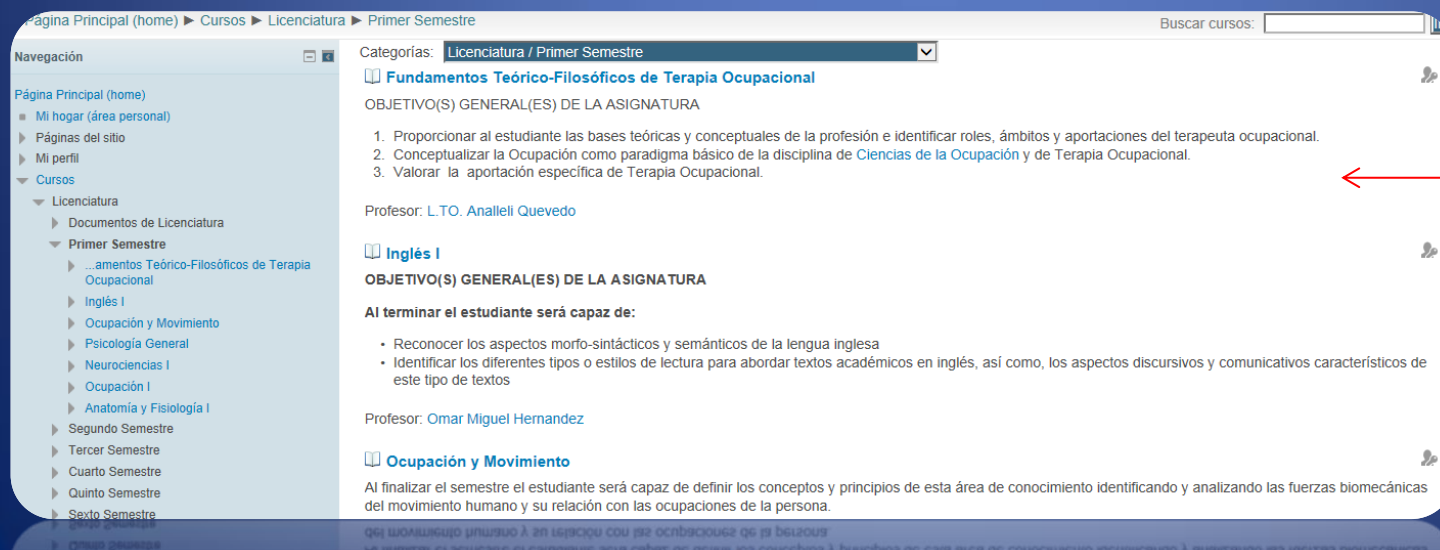 Página Principal (home) ► Cursos ► Licenciatura ► Primer Semestre
Buscar cursos:
Navegación
Página Principal (home)
Mi hogar (área personal)
Páginas del sitio
Mi perfil
Cursos
Licenciatura
Documentos de Licenciatura
Primer Semestre
...amentos Teórico-Filosóficos de Terapia
Ocupacional
Inglés I
Ocupación y Movimiento
Psicología General
Neurociencias I
Ocupación I
Anatomía y Fisiología I
Segundo Semestre
Tercer Semestre
Cuarto Semestre
Quinto Semestre
Sexto Semestre
Categorías: Licenciatura / Primer Semestre
Fundamentos Teórico-Filosóficos de Terapia Ocupacional
OBJETIVO(S) GENERAL(ES) DE LA ASIGNATURA
1. Proporcionar al estudiante las bases teóricas y conceptuales de la profesión e identificar roles, ámbitos y aportaciones del terapeuta ocupacional.
2. Conceptualizar la Ocupación como paradigma básico de la disciplina de Ciencias de la Ocupación y de Terapia Ocupacional.
3. Valorar la aportación específica de Terapia Ocupacional.
Profesor: L.TO. Analleli Quevedo
Inglés I
OBJETIVO(S) GENERAL(ES) DE LA ASIGNATURA
Al terminar el estudiante será capaz de:
• Reconocer los aspectos morfo-sintácticos y semánticos de la lengua inglesa
• Identificar los diferentes tipos o estilos de lectura para abordar textos académicos en inglés, así como, los aspectos discursivos y comunicativos característicos de
este tipo de textos
Profesor: Omar Miguel Hernandez
Ocupación y Movimiento
Al finalizar el semestre el estudiante será capaz de definir los conceptos y principios de esta área de conocimiento identificando y analizando las fuerzas biomecánicas
del movimiento humano y su relación con las ocupaciones de la persona.